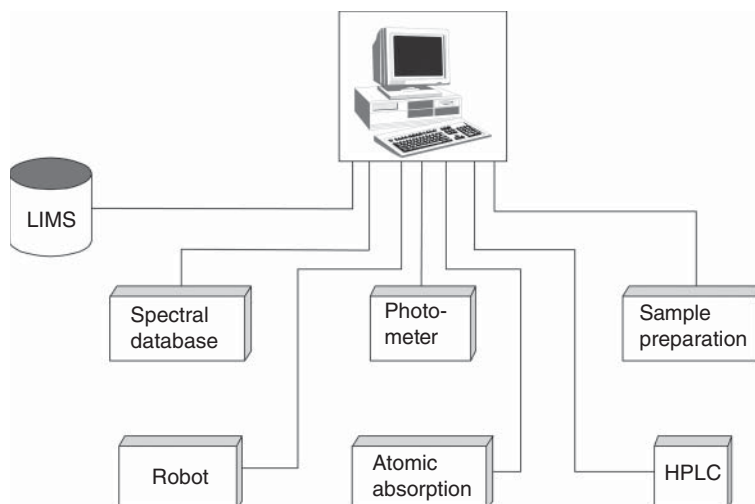 LIMS
Spectral
database
Photo-
meter
Sample
preparation
Robot
Atomic
absorption
HPLC